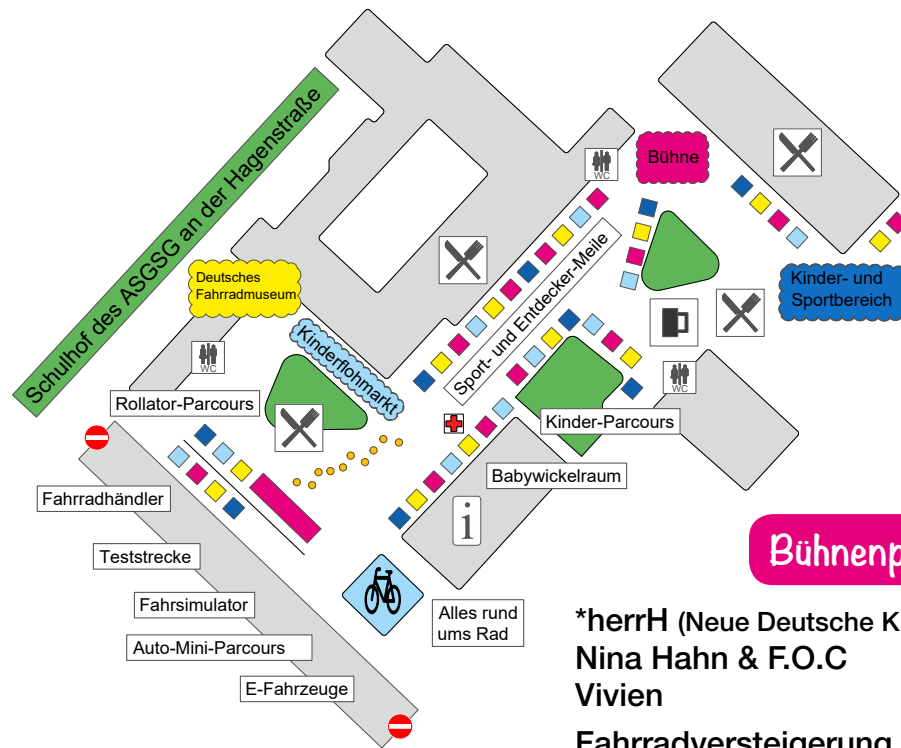 Schulhof des ASGSG an der Hagenstraße
WC
Bühne
Deutsches
Fahrradmuseum
Kinder- und
Sportbereich
Sport- und Entdecker-Meile
Kinderflohmarkt
WC
WC
Rollator-Parcours
Kinder-Parcours
Babywickelraum
i
Fahrradhändler
Teststrecke
Fahrsimulator
Auto-Mini-Parcours
E-Fahrzeuge
Alles rund
ums Rad
Bühnenp
*herrH (Neue Deutsche K
Nina Hahn & F.O.C
Vivien
Fahrradversteigerung